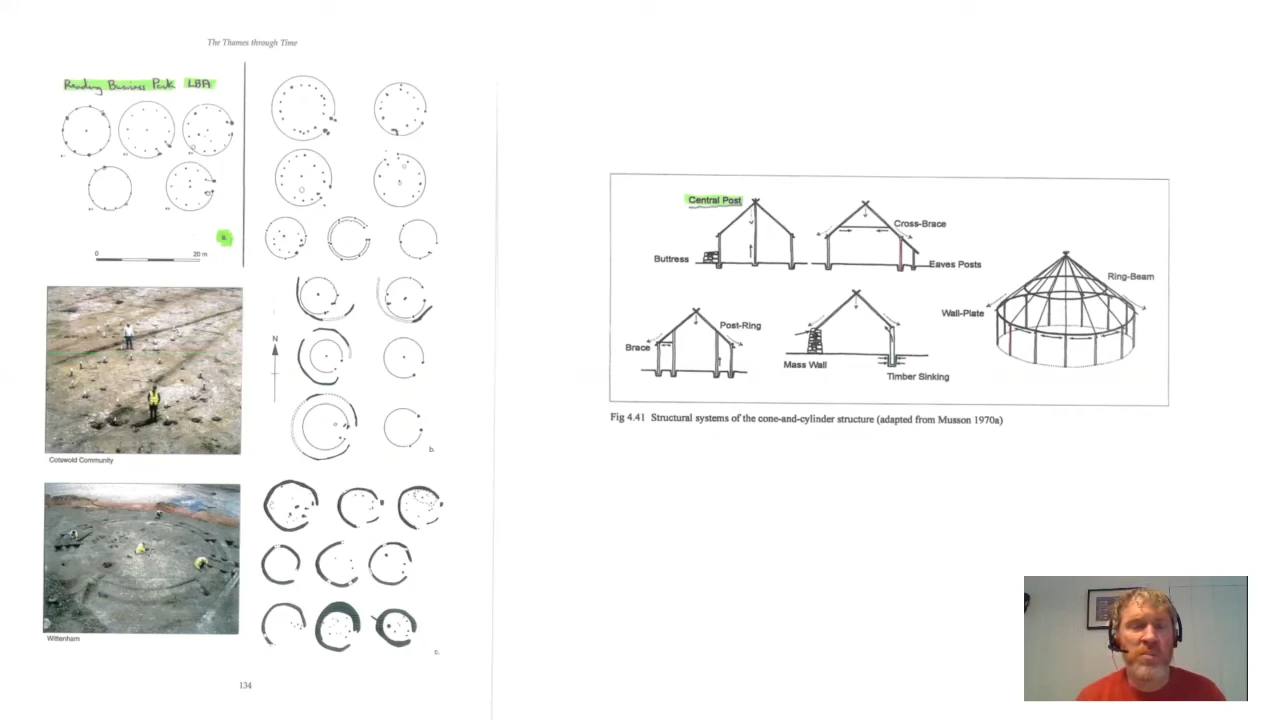 The Thames through Time
Reading Business Park LBA
a.
0 20 m
Cotswold Community
N
b.
Wittenham
c.
134
Central Post
Buttress
Cross-Brace
Eaves Posts
Ring-Beam
Wall-Plate
Post-Ring
Brace
Mass Wall
Timber Sinking
Fig 4.41 Structural systems of the cone-and-cylinder structure (adapted from Musson 1970a)